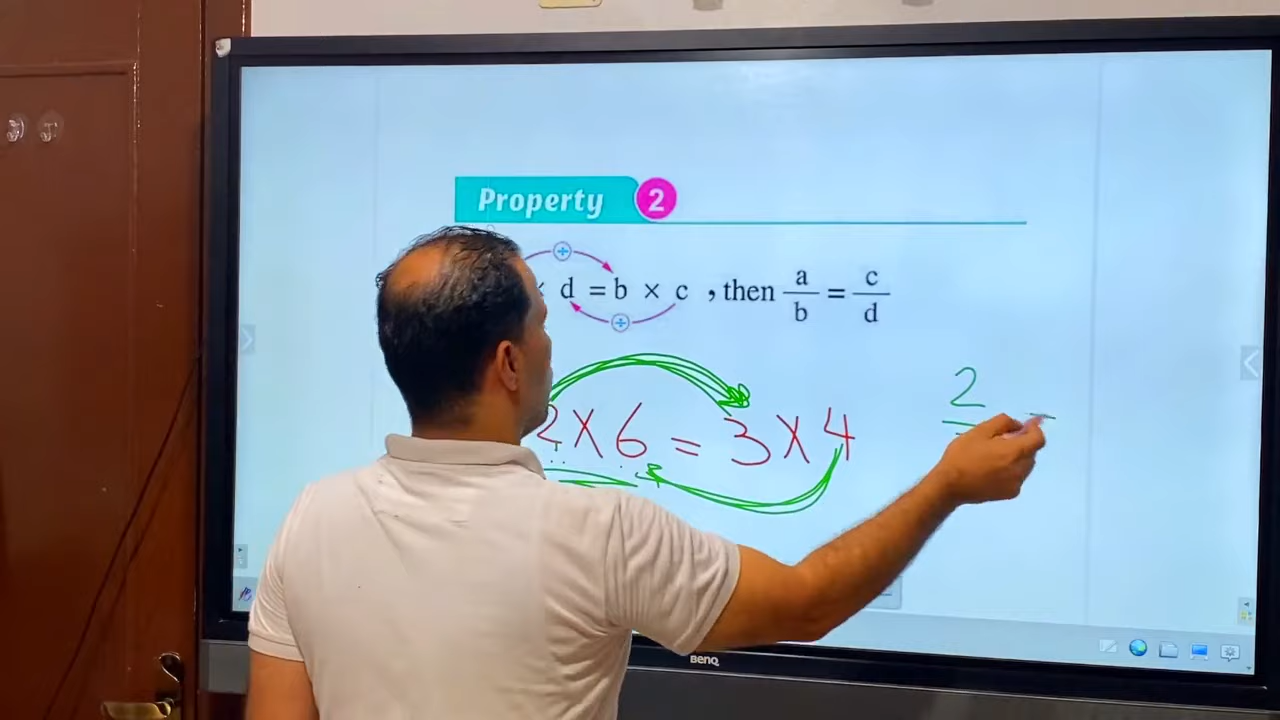 Property 2
× d = b × c , then a/b = c/d
2 X 6 = 3 X 4
2
BenQ